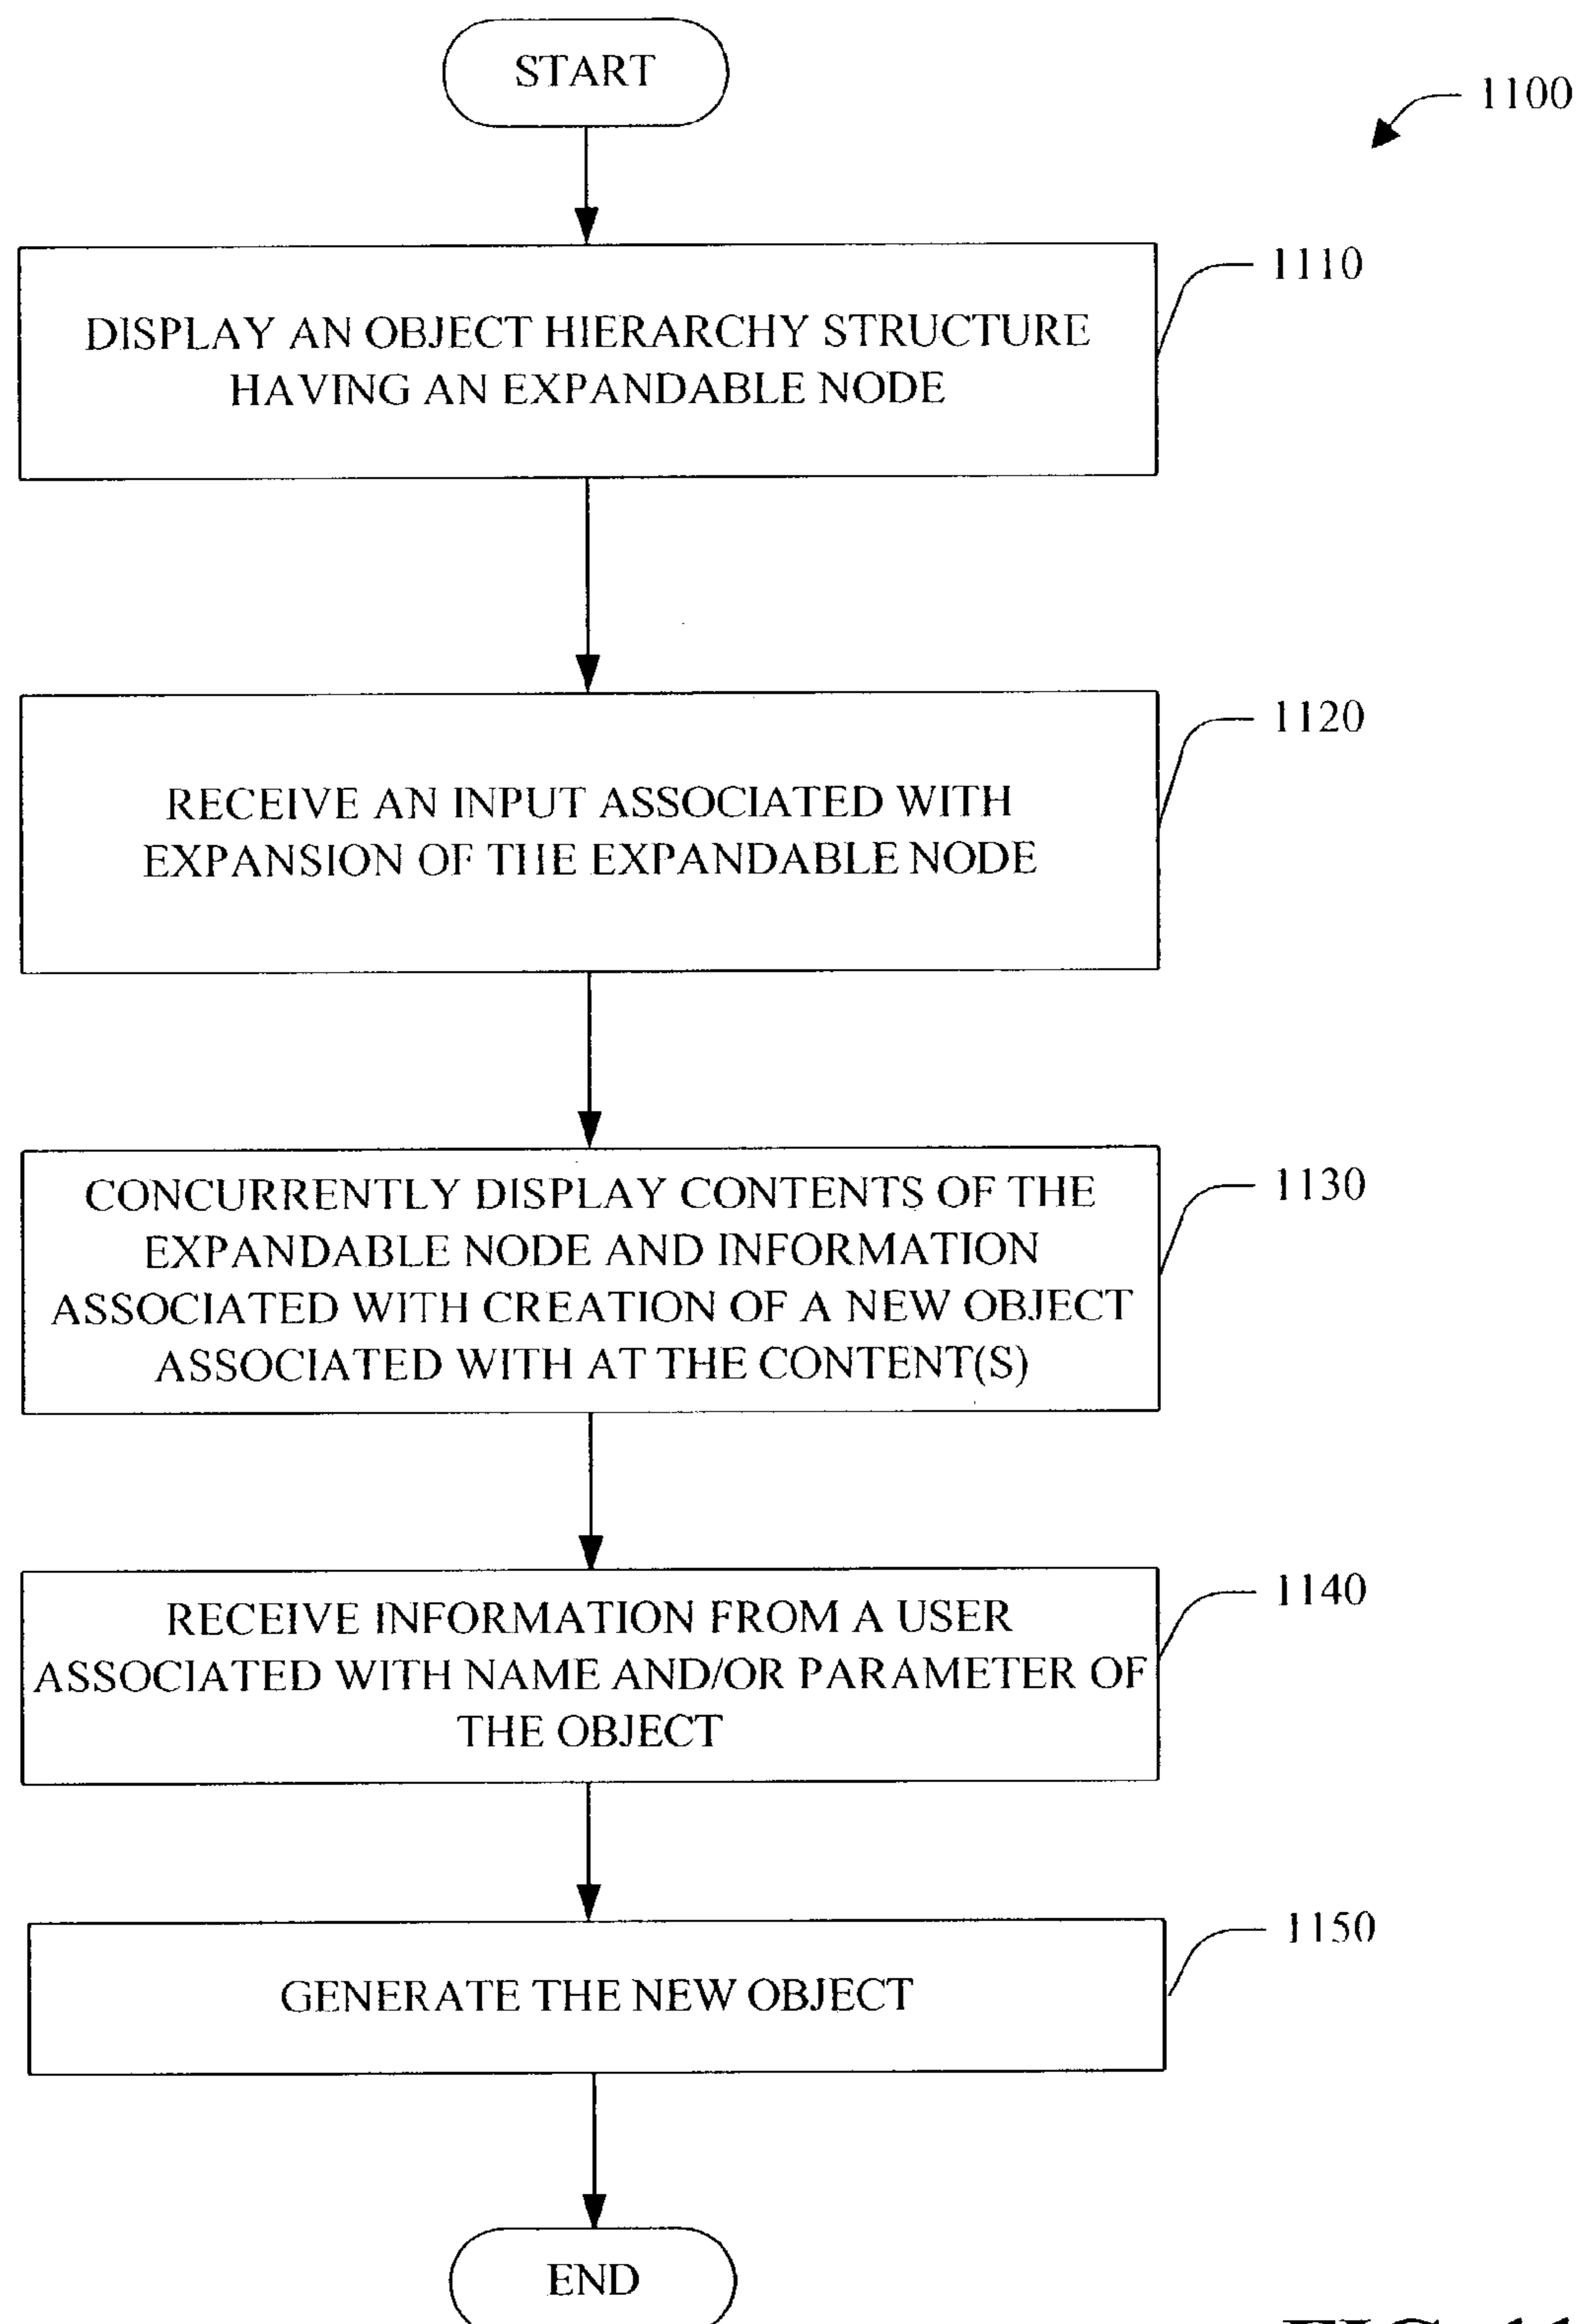 START
1100
1110
DISPLAY AN OBJECT HIERARCHY STRUCTURE
HAVING AN EXPANDABLE NODE
1120
RECEIVE AN INPUT ASSOCIATED WITH
EXPANSION OF THE EXPANDABLE NODE
1130
CONCURRENTLY DISPLAY CONTENTS OF THE
EXPANDABLE NODE AND INFORMATION
ASSOCIATED WITH CREATION OF A NEW OBJECT
ASSOCIATED WITH AT THE CONTENT(S)
1140
RECEIVE INFORMATION FROM A USER
ASSOCIATED WITH NAME AND/OR PARAMETER OF
THE OBJECT
1150
GENERATE THE NEW OBJECT
END